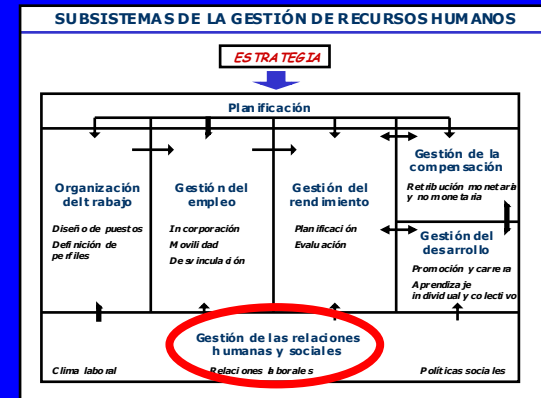 SUBSISTEMAS DE LA GESTIÓN DE RECURSOS HUMANOS
ESTRATEGIA
Planificación
Organización
del trabajo
Diseño de puestos
Definición de
perfiles
Gestión del
empleo
Incorporación
Movilidad
Desvinculación
Gestión del
rendimiento
Planificación
Evaluación
Gestión de la
compensación
Retribución monetaria
y no monetaria
Gestión del
desarrollo
Promoción y carrera
Aprendizaje
individual y colectivo
Gestión de las relaciones
humanas y sociales
Clima laboral
Relaciones laborales
Políticas sociales